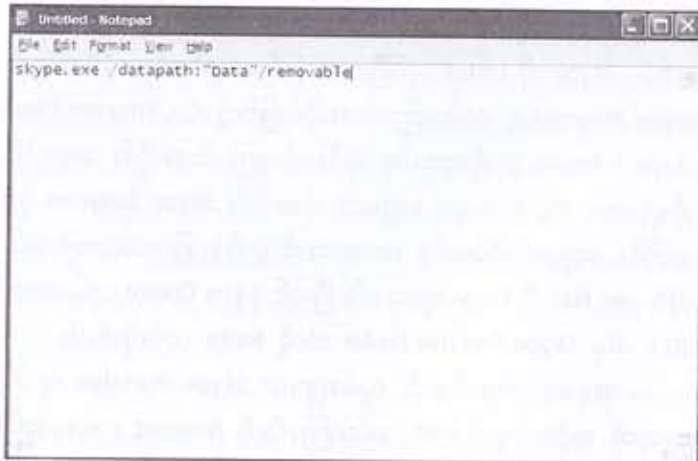 Untitled - Notepad
File Edit Format View Help
skype.exe /datapath:"Data"/removable